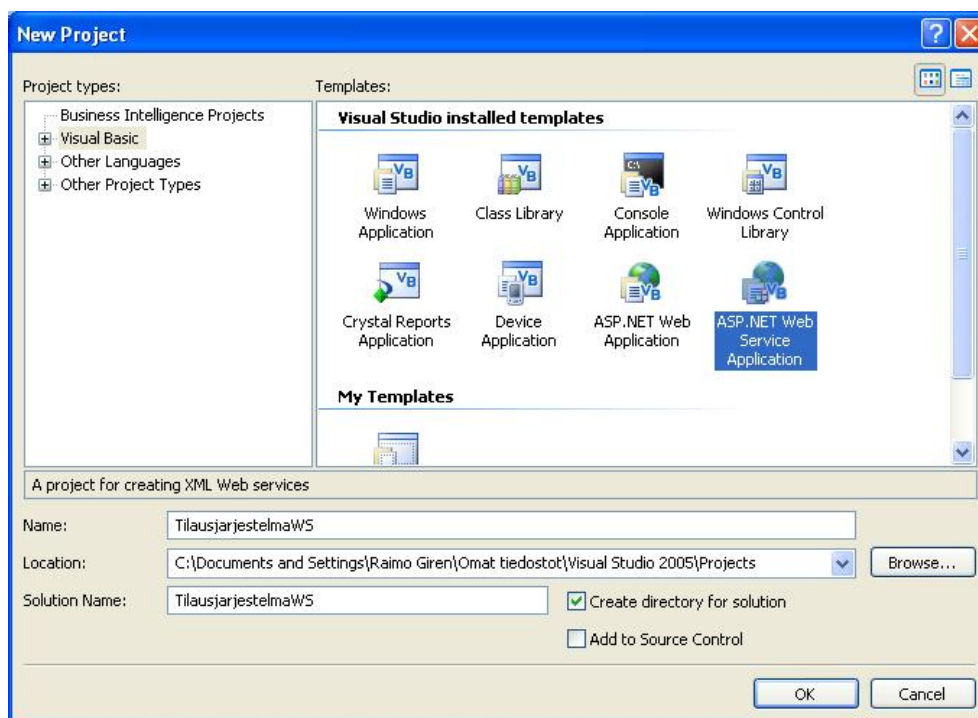 New Project
Project types:
Templates:
Business Intelligence Projects
Visual Basic
Other Languages
Other Project Types
Visual Studio installed templates
Windows
Application
Class Library
Console
Application
Windows Control
Library
Crystal Reports
Application
Device
Application
ASP.NET Web
Application
ASP.NET Web
Service
Application
My Templates
A project for creating XML Web services
Name:
TilausjarjestelmaWS
Location:
C:\Documents and Settings\Raimo Giren\Omat tiedostot\Visual Studio 2005\Projects
Browse...
Solution Name:
TilausjarjestelmaWS
Create directory for solution
Add to Source Control
OK
Cancel